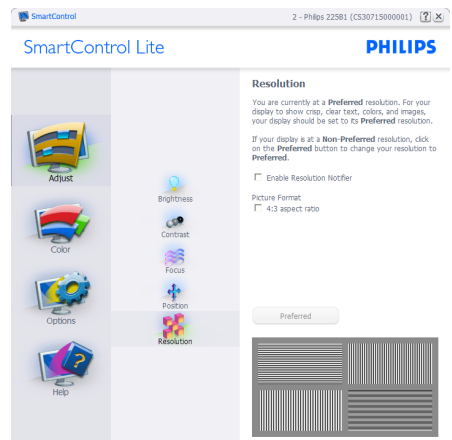 SmartControl
2 - Philips 225B1 (CS30715000001)
?
SmartControl Lite
PHILIPS
Adjust
Color
Options
Help
Brightness
Contrast
Focus
Position
Resolution
Resolution
You are currently at a Preferred resolution. For your
display to show crisp, clear text, colors, and images,
your display should be set to its Preferred resolution.
If your display is at a Non-Preferred resolution, click
on the Preferred button to change your resolution to
Preferred.
Enable Resolution Notifier
Picture Format
4:3 aspect ratio
Preferred